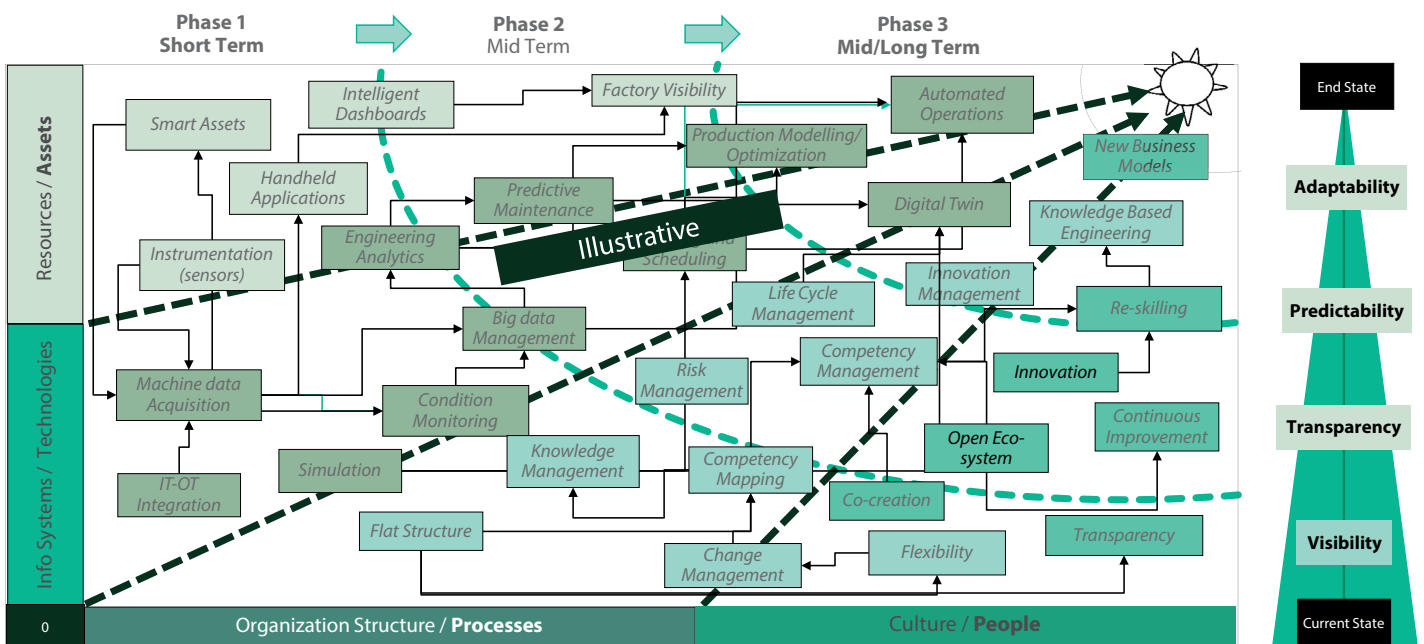 Phase 1
Short Term
Phase 2
Mid Term
Phase 3
Mid/Long Term
Resources / Assets
Info Systems / Technologies
0
Organization Structure / Processes
Culture / People
Smart Assets
Intelligent
Dashboards
Factory Visibility
Automated
Operations
Handheld
Applications
Production Modelling/
Optimization
New Business
Models
Predictive
Maintenance
Digital Twin
Knowledge Based
Engineering
Instrumentation
(sensors)
Engineering
Analytics
Illustrative
Scheduling
Life Cycle
Management
Innovation
Management
Re-skilling
Big data
Management
Machine data
Acquisition
Condition
Monitoring
Risk
Management
Competency
Management
Innovation
Continuous
Improvement
IT-OT
Integration
Simulation
Knowledge
Management
Competency
Mapping
Open Eco-
system
Co-creation
Flat Structure
Change
Management
Flexibility
Transparency
End State
Adaptability
Predictability
Transparency
Visibility
Current State